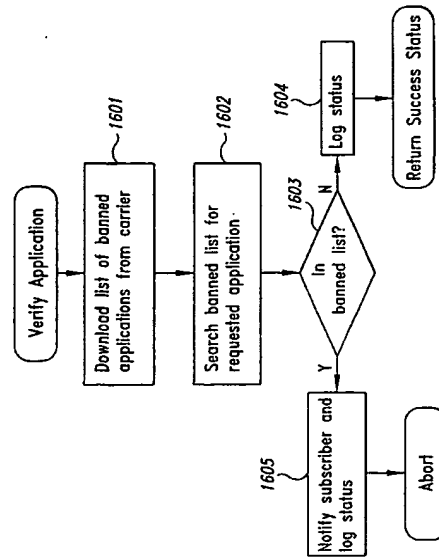 Verify Application
1601
Download list of banned
applications from carrier
1602
Search banned list for
requested application
1603
In
banned list?
Y
N
1604
Log status
Return Success Status
1605
Notify subscriber and
log status
Abort